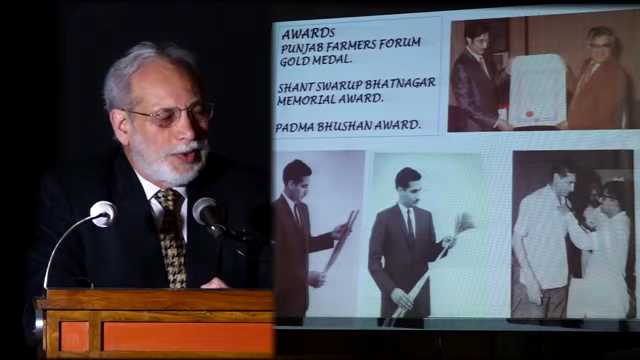 AWARDs
PUNJAB FARMERS FORUM
GOLD MEDAL.
SHANT SWARUP BHATNAGAR
MEMORIAL AWARD.
PADMA BHUSHAN AWARD.